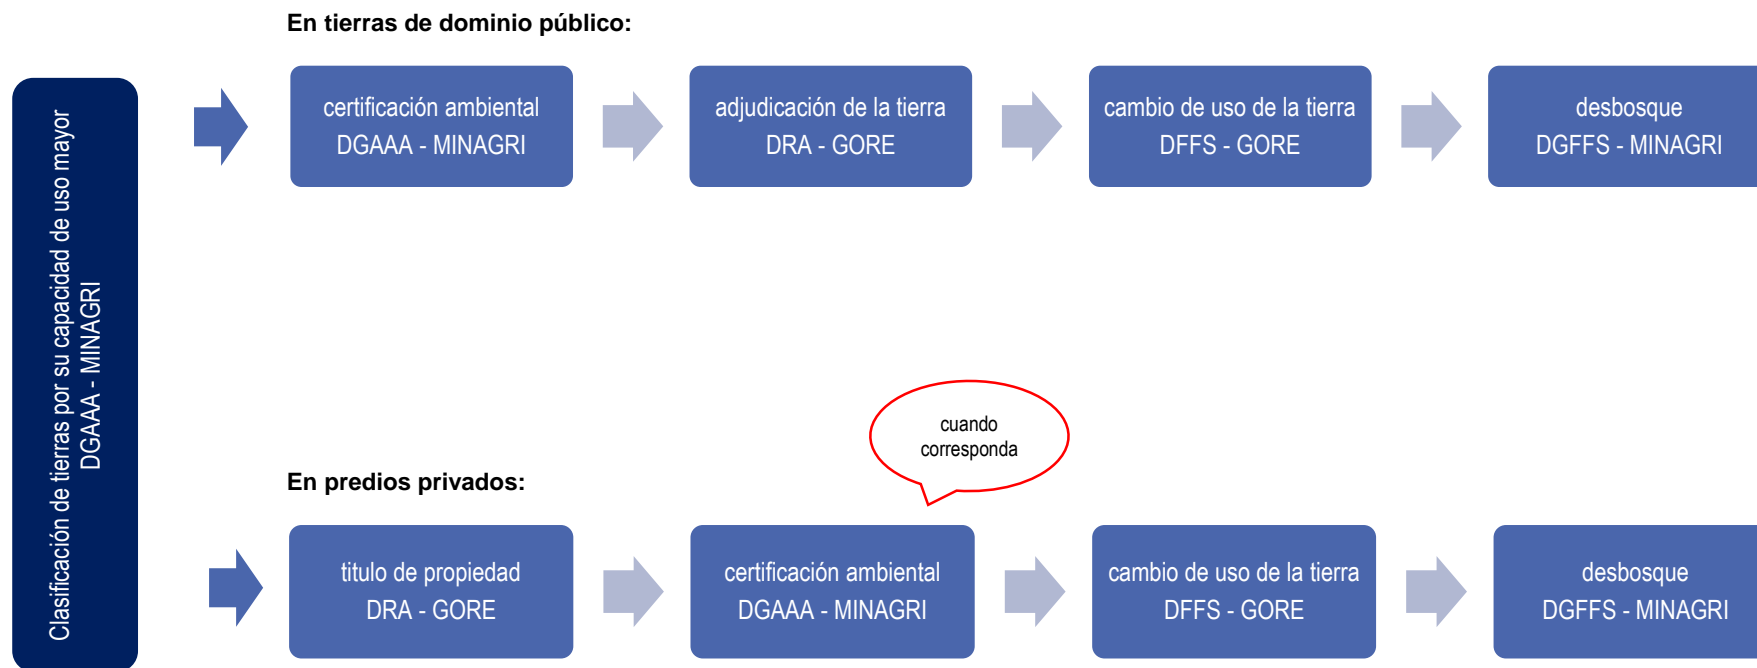 Clasificación de tierras por su capacidad de uso mayor
DGAAA - MINAGRI
En tierras de dominio público:
certificación ambiental
DGAAA - MINAGRI
adjudicación de la tierra
DRA - GORE
cambio de uso de la tierra
DFFS - GORE
desbosque
DGFFS - MINAGRI
cuando
corresponda
En predios privados:
titulo de propiedad
DRA - GORE
certificación ambiental
DGAAA - MINAGRI
cambio de uso de la tierra
DFFS - GORE
desbosque
DGFFS - MINAGRI